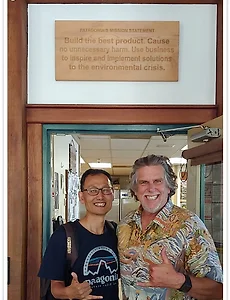 PATAGONIA'S MISSION STATEMENT
Build the best product. Cause
no unnecessary harm. Use business
to inspire and implement solutions
to the environmental crisis.
patagonia